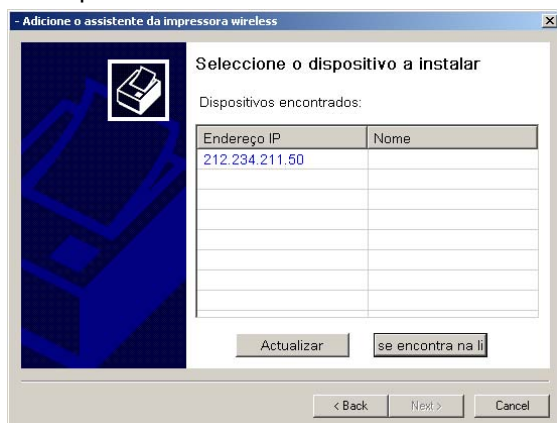 - Adicione o assistente da impressora wireless
Seleccione o dispositivo a instalar
Dispositivos encontrados:
Endereço IP Nome
212.234.211.50
Actualizar se encontra na li
< Back Next > Cancel